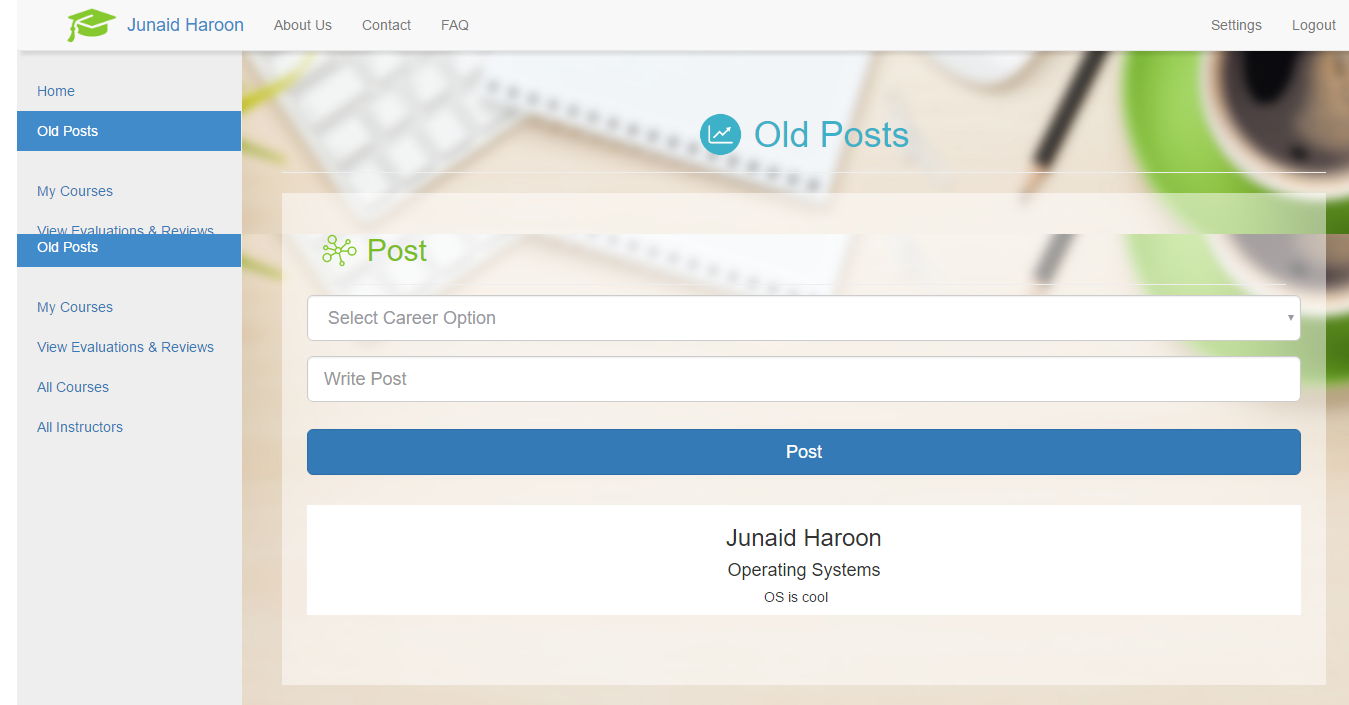 Junaid Haroon About Us Contact FAQ Settings Logout
Home
Old Posts
My Courses
View Evaluations & Reviews
Old Posts
My Courses
View Evaluations & Reviews
All Courses
All Instructors
Old Posts
Post
Select Career Option
Write Post
Post
Junaid Haroon
Operating Systems
OS is cool